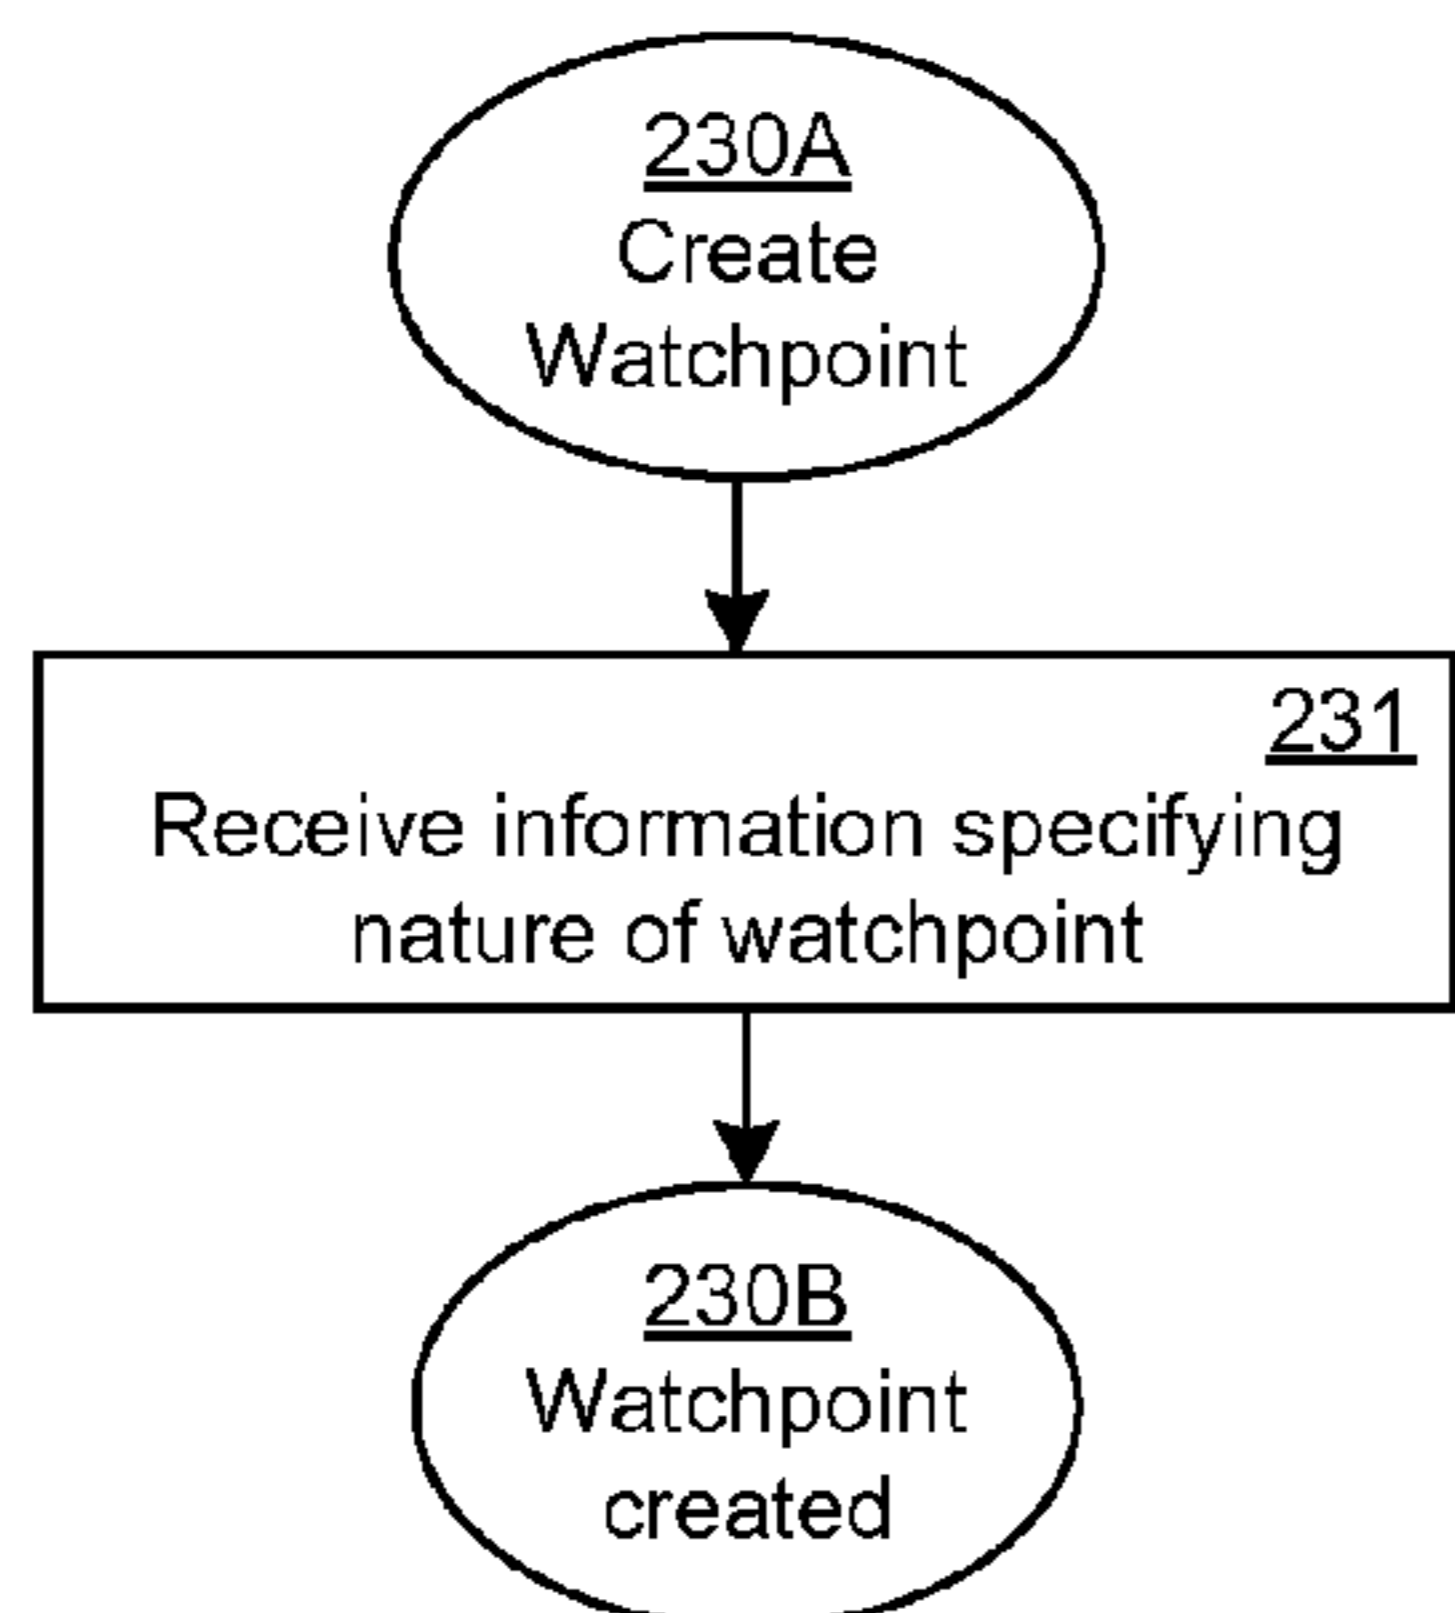 230A
Create
Watchpoint
231
Receive information specifying
nature of watchpoint
230B
Watchpoint
created